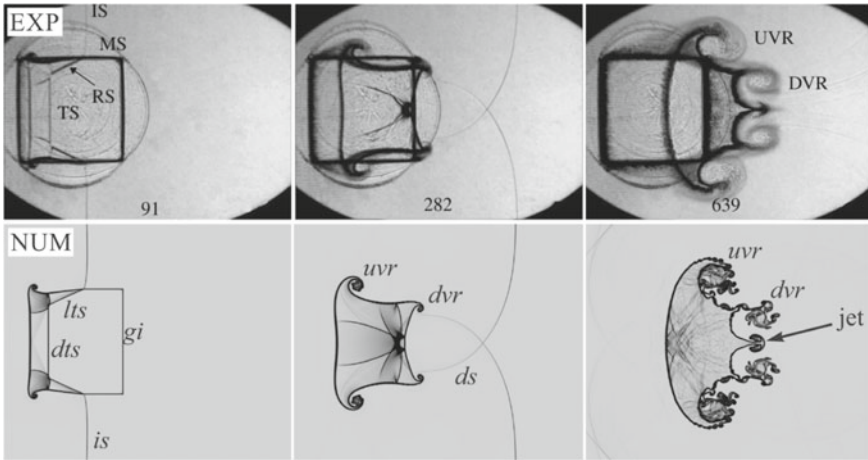 EXP
IS
MS
RS
TS
91
282
UVR
DVR
639
NUM
lts
gi
dts
is
uvr
dvr
ds
uvr
dvr
jet